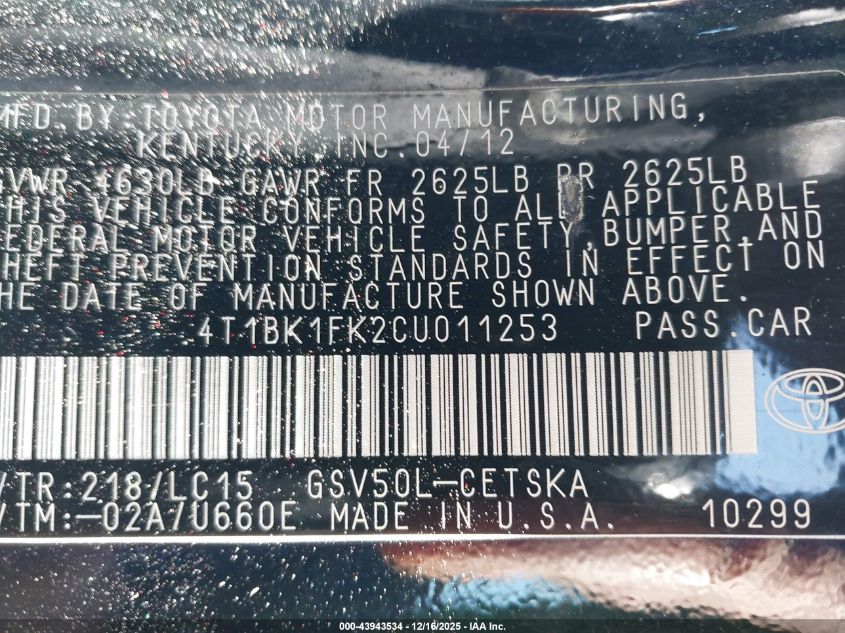 MFD BY TOYOTA MOTOR MANUFACTURING,
KENTUCKY, INC. 04/12
GVWR 4630LB GAWR FR 2625LB RR 2625LB
THIS VEHICLE CONFORMS TO ALL APPLICABLE
FEDERAL MOTOR VEHICLE SAFETY, BUMPER, AND
THEFT PREVENTION STANDARDS IN EFFECT ON
THE DATE OF MANUFACTURE SHOWN ABOVE.
4T1BK1FK2CU011253 PASS.CAR
/TR:218/LC15 GSV50L-CETSKA
/TM:-02A/U660E MADE IN U.S.A. 10299
000-43943534 - 12/16/2025 - IAA Inc.